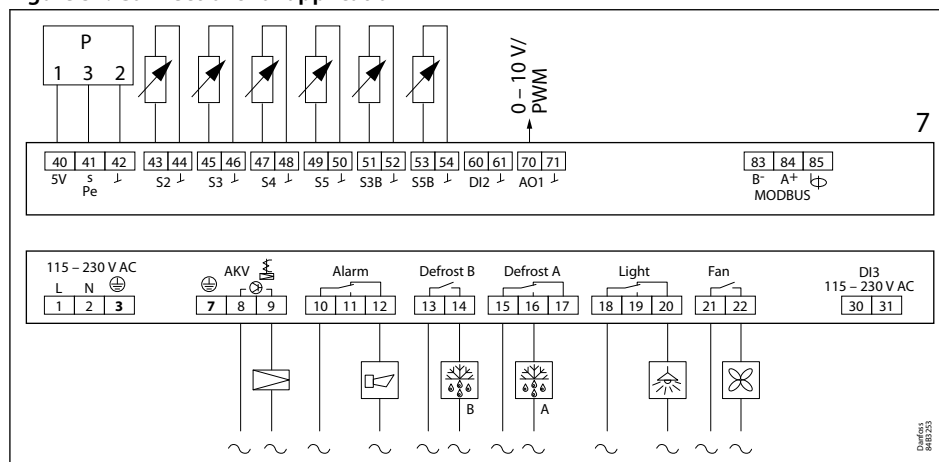 P
1 3 2
0 – 10 V/
PWM
7
40 41 42 43 44 45 46 47 48 49 50 51 52 53 54 60 61 70 71 83 84 85
5V s S2 S3 S4 S5 S3B S5B DI2 AO1 B- A+
Pe MODBUS
115 – 230 V AC AKV Alarm Defrost B Defrost A Light Fan DI3
L N 115 – 230 V AC
1 2 3 7 8 9 10 11 12 13 14 15 16 17 18 19 20 21 22 30 31
B A
Danfoss
84B3253